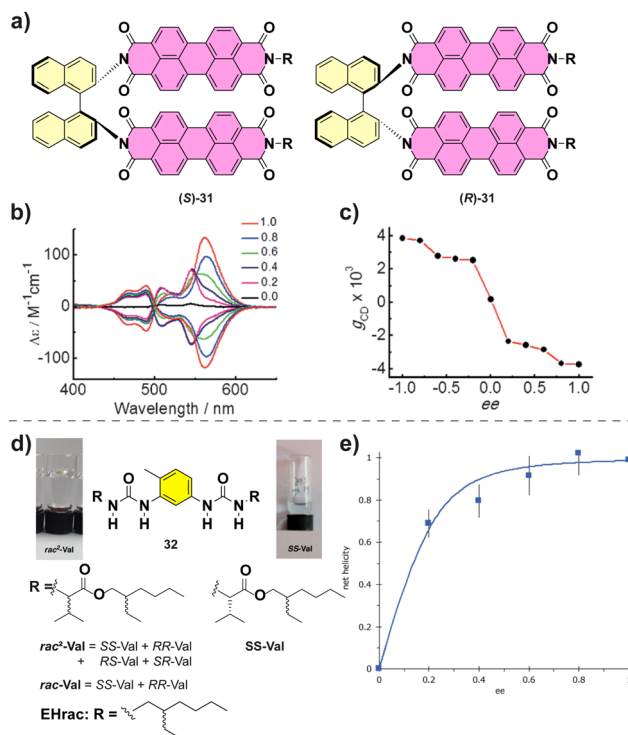 a)
O O O O
N N-R N N-R
O O O O
O O O O
N N-R N N-R
O O O O
(S)-31 (R)-31
b) c)
1.0
0.8
0.6
0.4
0.2
0.0
100
0
-100
Δε / M⁻¹cm⁻¹
400 500 600
Wavelength / nm
4
2
0
-2
-4
gCD x 10³
-1.0 -0.5 0.0 0.5 1.0
ee
d) e)
rac²-Val
R O O R
N N N N
H H H H
32
SS-Val
R =
O
O
O
O
rac²-Val = SS-Val + RR-Val
+ RS-Val + SR-Val
SS-Val
rac-Val = SS-Val + RR-Val
EHrac: R =
net helicity
1
0.8
0.6
0.4
0.2
0
0 0.2 0.4 0.6 0.8
ee